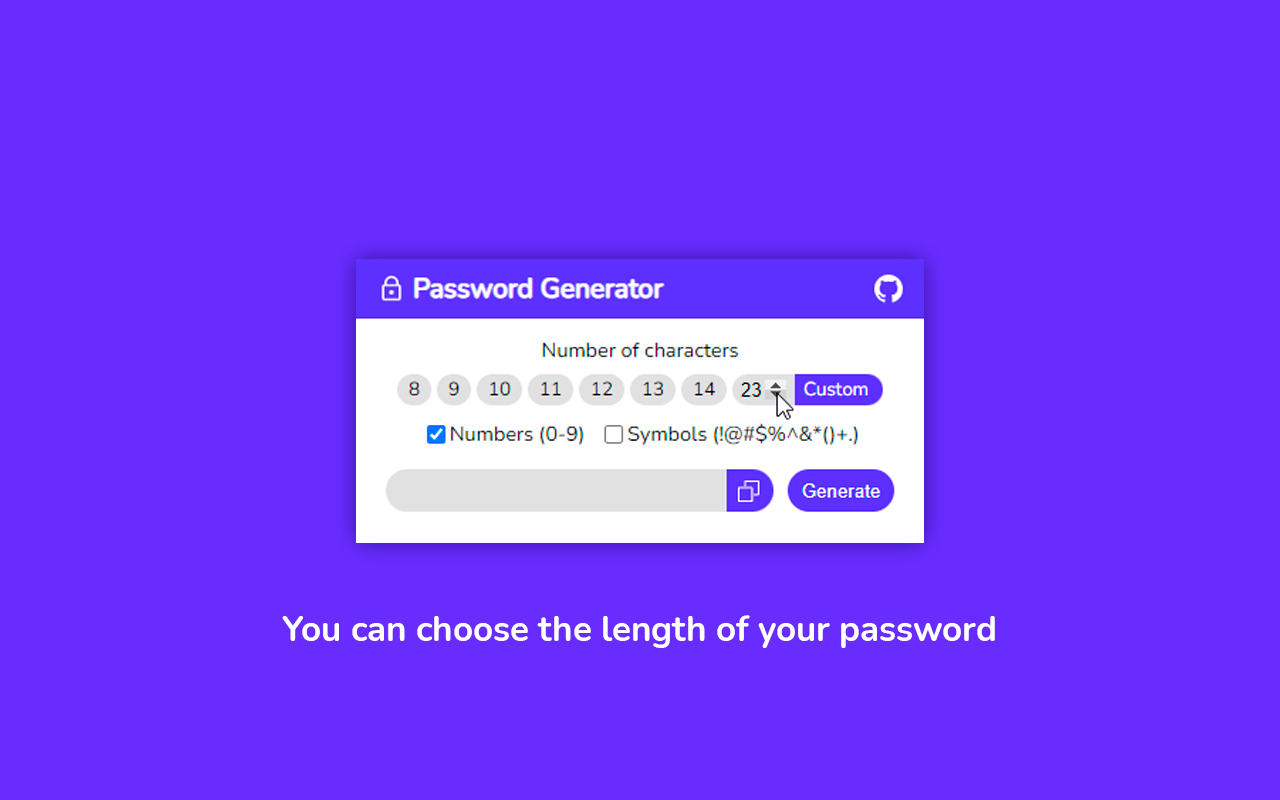 Password Generator
Number of characters
8 9 10 11 12 13 14 23 Custom
Numbers (0-9) Symbols (!@#$%^&*()+.)
Generate
You can choose the length of your password